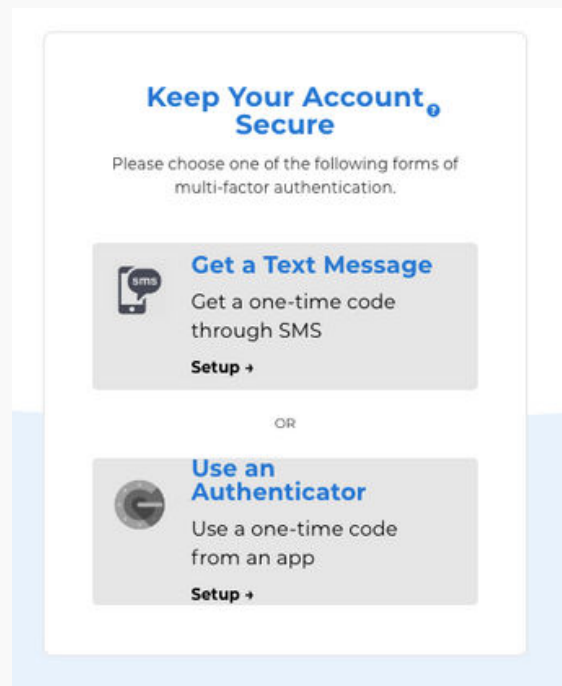 Keep Your Account ?
Secure
Please choose one of the following forms of
multi-factor authentication.
sms
Get a Text Message
Get a one-time code
through SMS
Setup →
OR
Use an
Authenticator
Use a one-time code
from an app
Setup →